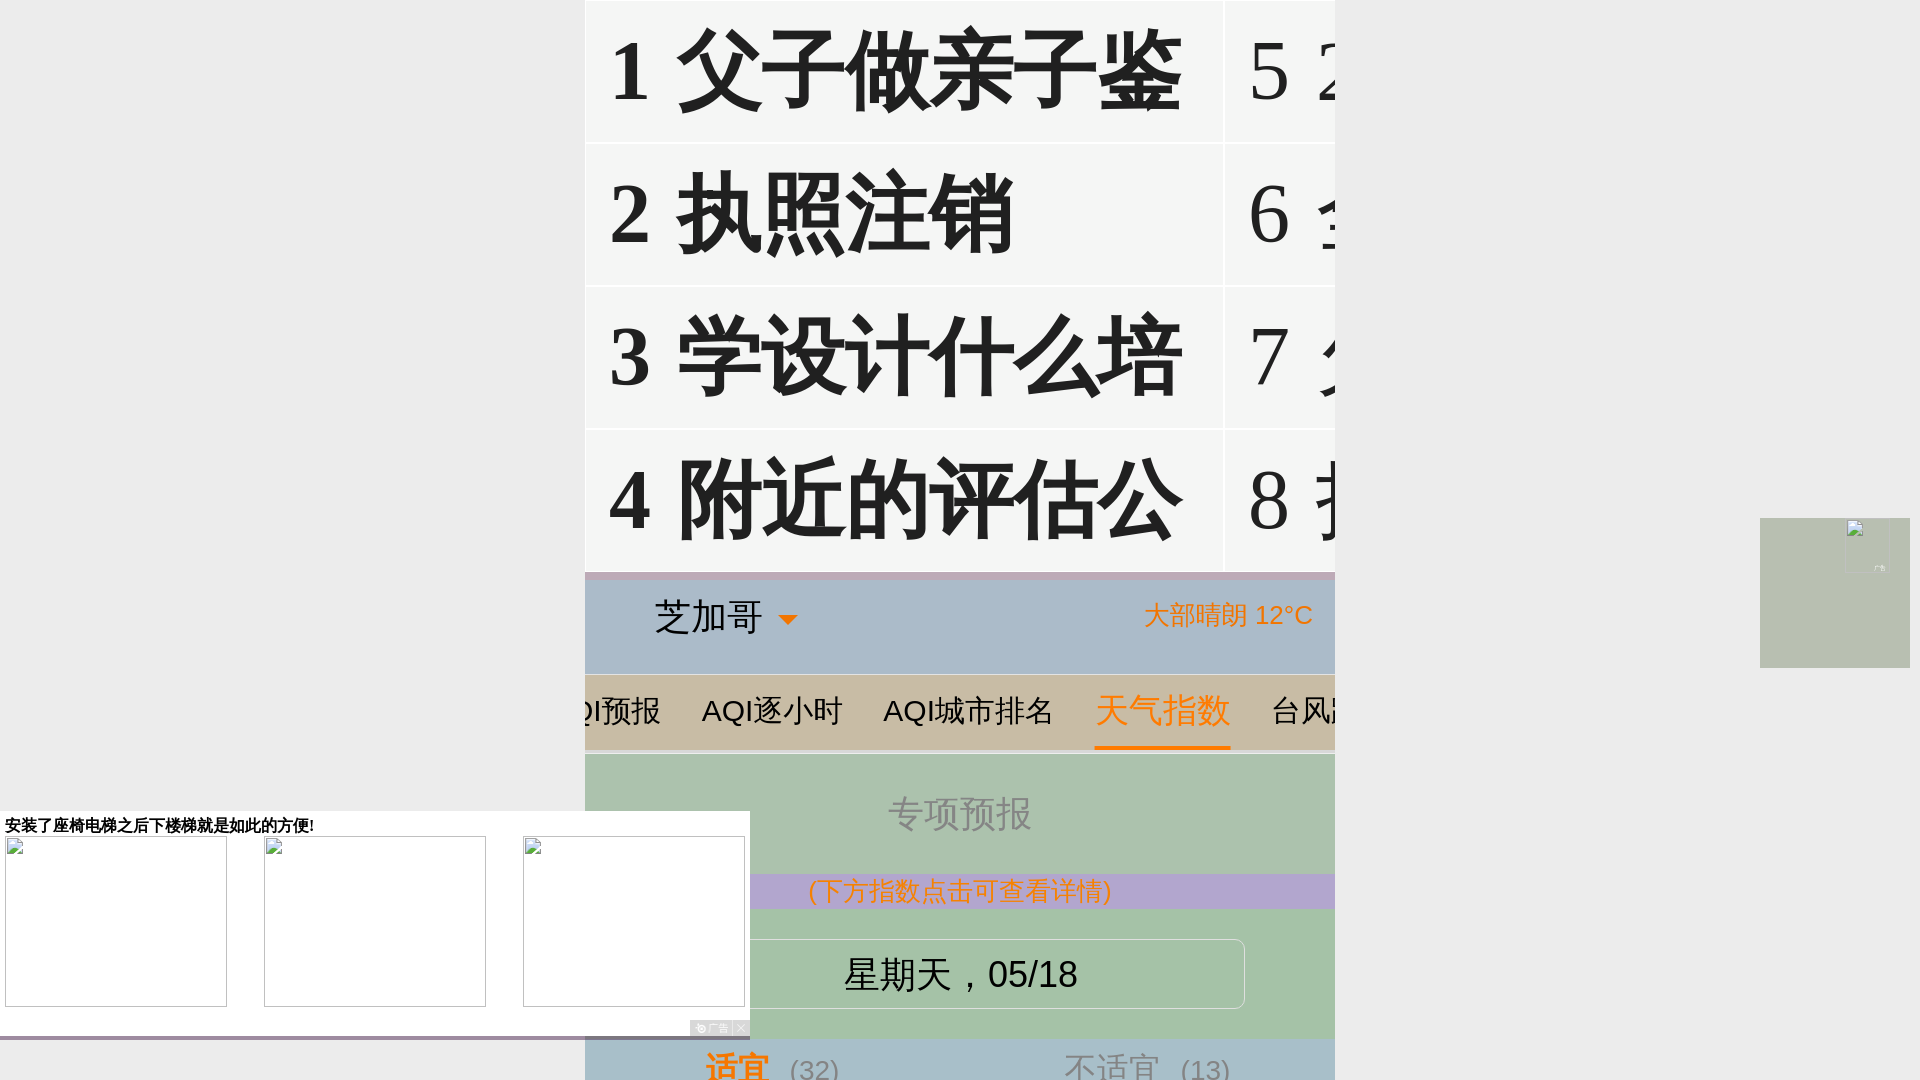 1 父子做亲子鉴
5 2
2 执照注销
6
3 学设计什么培
7
4 附近的评估公
8
芝加哥
大部晴朗 12°C
QI预报 AQI逐小时 AQI城市排名 天气指数 台风
专项预报
安装了座椅电梯之后下楼梯就是如此的方便!
(下方指数点击可查看详情)
星期天，05/18
广告
适宜 (32)
不适宜 (13)